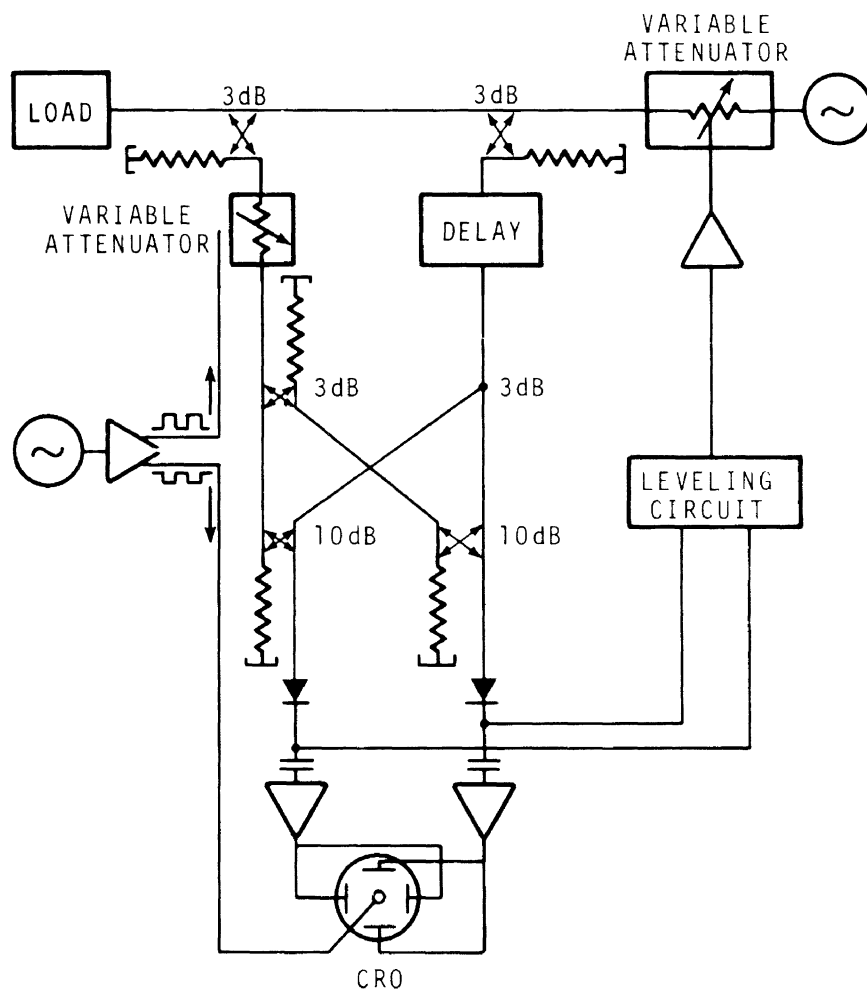 VARIABLE
ATTENUATOR
3dB
3dB
LOAD
~
VARIABLE
ATTENUATOR
DELAY
3dB
3dB
~
LEVELING
CIRCUIT
10dB
10dB
CRO